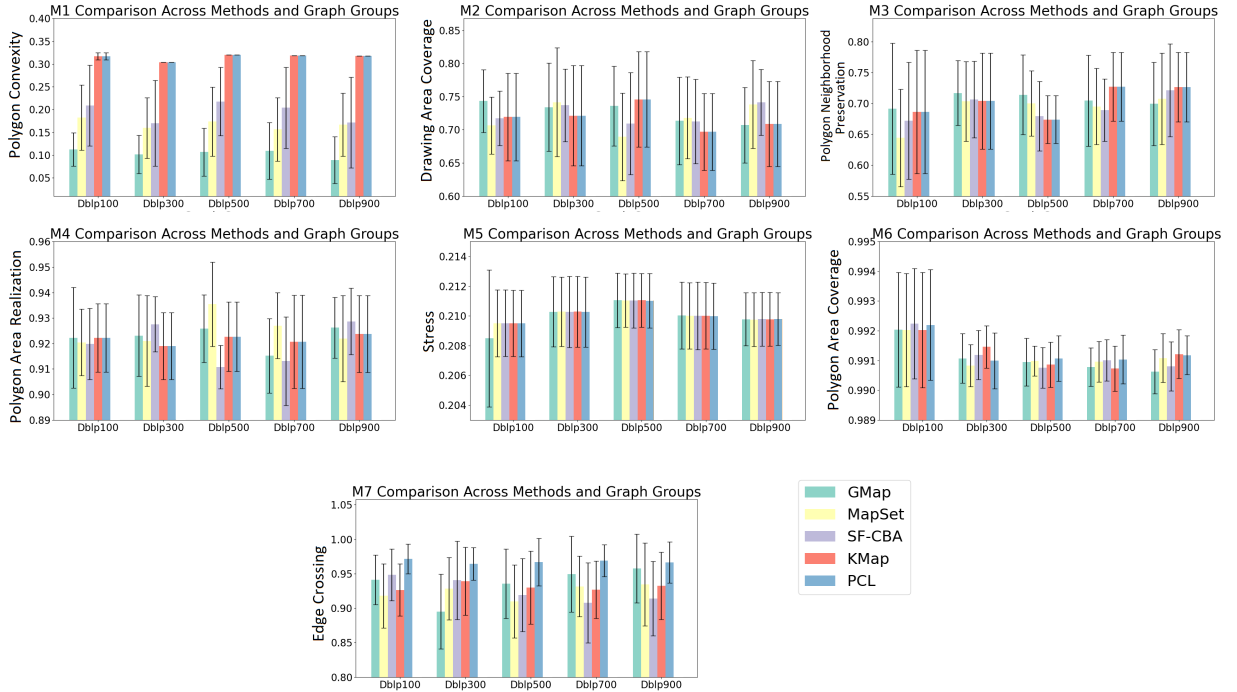 M1 Comparison Across Methods and Graph Groups
Polygon Convexity
0.40
0.35
0.30
0.25
0.20
0.15
0.10
0.05
Dblp100 Dblp300 Dblp500 Dblp700 Dblp900
M2 Comparison Across Methods and Graph Groups
Drawing Area Coverage
0.85
0.80
0.75
0.70
0.65
0.60
Dblp100 Dblp300 Dblp500 Dblp700 Dblp900
M3 Comparison Across Methods and Graph Groups
Polygon Neighborhood
Preservation
0.80
0.75
0.70
0.65
0.60
0.55
Dblp100 Dblp300 Dblp500 Dblp700 Dblp900
M4 Comparison Across Methods and Graph Groups
Polygon Area Realization
0.96
0.95
0.94
0.93
0.92
0.91
0.90
0.89
Dblp100 Dblp300 Dblp500 Dblp700 Dblp900
M5 Comparison Across Methods and Graph Groups
Stress
0.214
0.212
0.210
0.208
0.206
0.204
Dblp100 Dblp300 Dblp500 Dblp700 Dblp900
M6 Comparison Across Methods and Graph Groups
Polygon Area Coverage
0.995
0.994
0.993
0.992
0.991
0.990
0.989
Dblp100 Dblp300 Dblp500 Dblp700 Dblp900
M7 Comparison Across Methods and Graph Groups
Edge Crossing
1.05
1.00
0.95
0.90
0.85
0.80
Dblp100 Dblp300 Dblp500 Dblp700 Dblp900
GMap
MapSet
SF-CBA
KMap
PCL